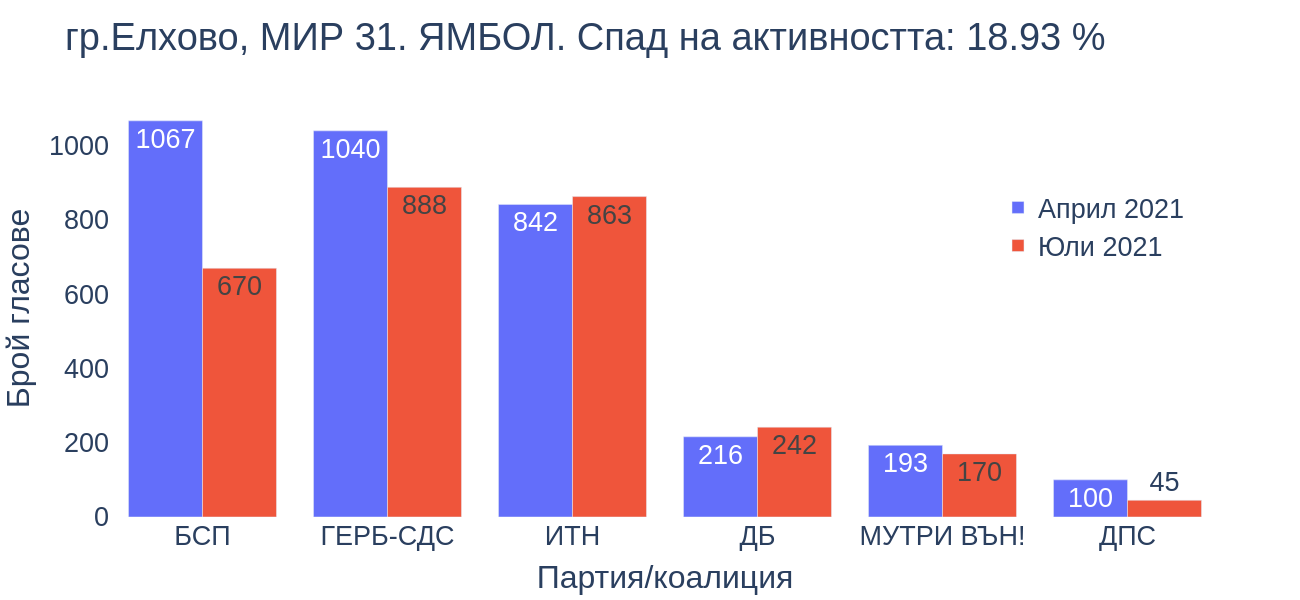 гр.Елхово, МИР 31. ЯМБОЛ. Спад на активността: 18.93 %
Брой гласове
1000
800
600
400
200
0
1067
670
1040
888
842
863
216
242
193
170
100
45
Април 2021
Юли 2021
БСП
ГЕРБ-СДС
ИТН
ДБ
МУТРИ ВЪН!
ДПС
Партия/коалиция